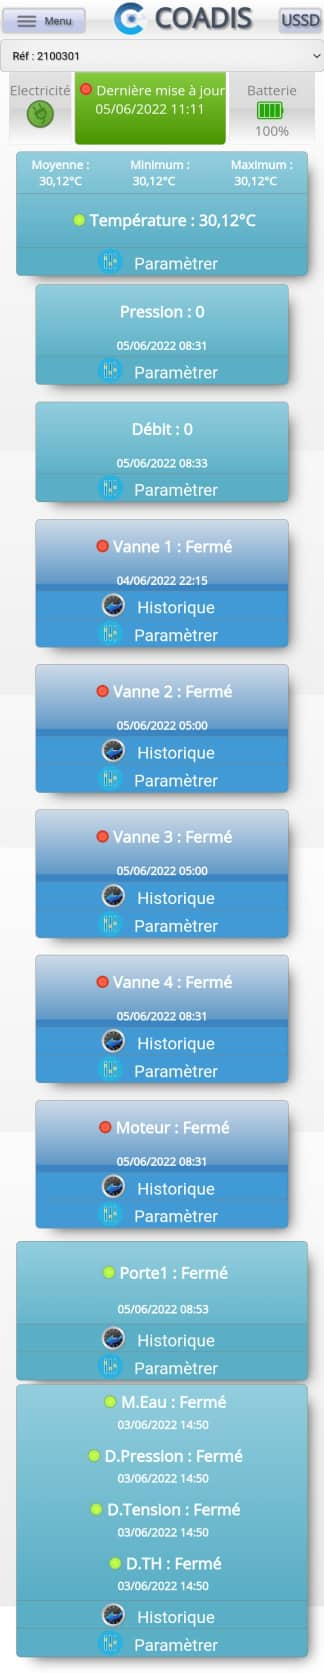 Menu
COADIS
USSD
Réf : 2100301
Electricité
Dernière mise à jour
05/06/2022 11:11
Batterie
100%
Moyenne : Minimum : Maximum :
30,12°C 30,12°C 30,12°C
Température : 30,12°C
Paramètrer
Pression : 0
05/06/2022 08:31
Paramètrer
Débit : 0
05/06/2022 08:33
Paramètrer
Vanne 1 : Fermé
04/06/2022 22:15
Historique
Paramètrer
Vanne 2 : Fermé
05/06/2022 05:00
Historique
Paramètrer
Vanne 3 : Fermé
05/06/2022 05:00
Historique
Paramètrer
Vanne 4 : Fermé
05/06/2022 08:31
Historique
Paramètrer
Moteur : Fermé
05/06/2022 08:31
Historique
Paramètrer
Porte1 : Fermé
05/06/2022 08:53
Historique
Paramètrer
M.Eau : Fermé
03/06/2022 14:50
D.Pression : Fermé
03/06/2022 14:50
D.Tension : Fermé
03/06/2022 14:50
D.TH : Fermé
03/06/2022 14:50
Historique
Paramètrer